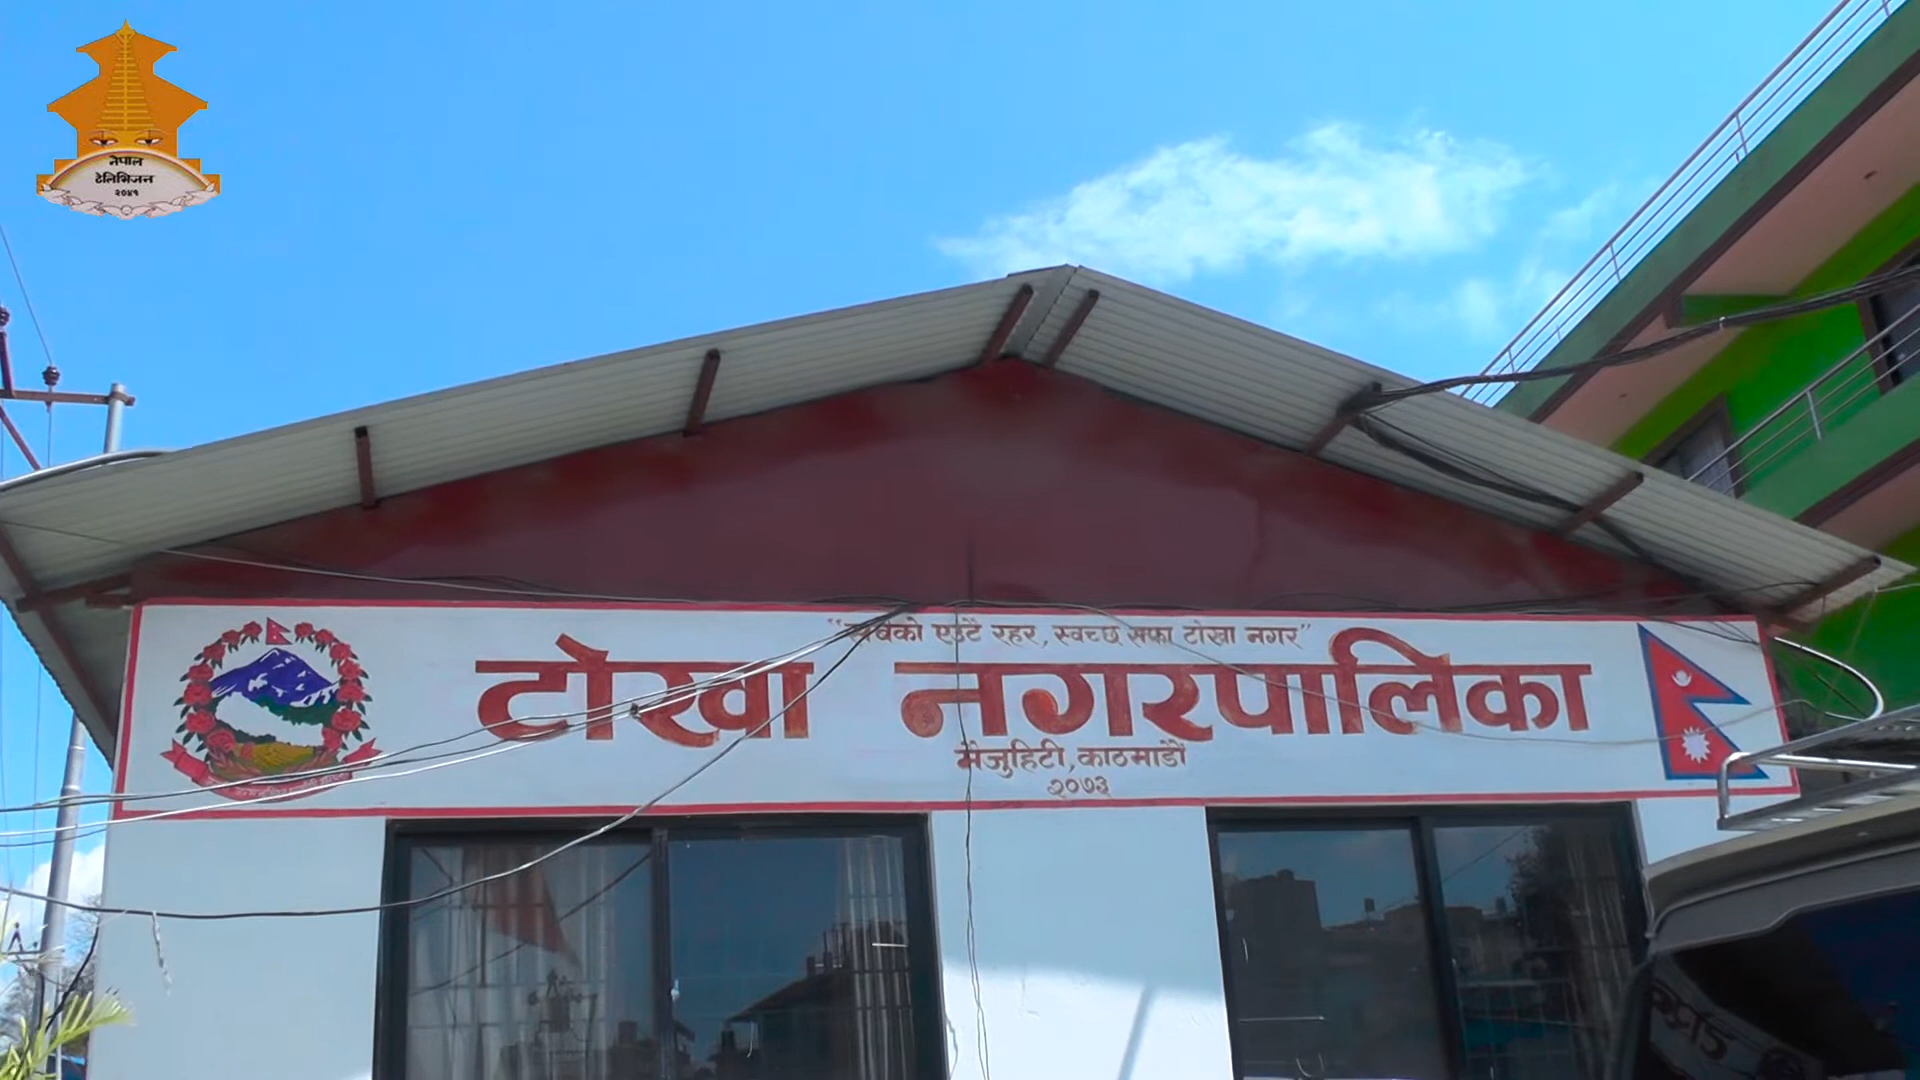 नेपाल
टेलिभिजन
२०४१
“सबैको एउटै रहर, स्वच्छ सफा टोखा नगर”
टोखा नगरपालिका
मैजुहिटी, काठमाडौं
२०७३